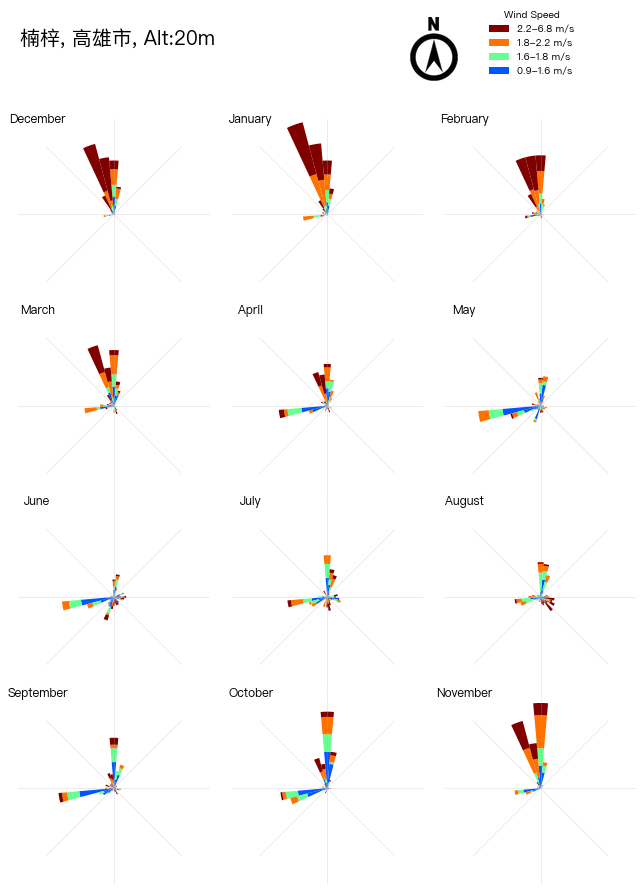 楠梓, 高雄市, Alt:20m
N
Wind Speed
2.2–6.8 m/s
1.8–2.2 m/s
1.6–1.8 m/s
0.9–1.6 m/s
December
January
February
March
April
May
June
July
August
September
October
November